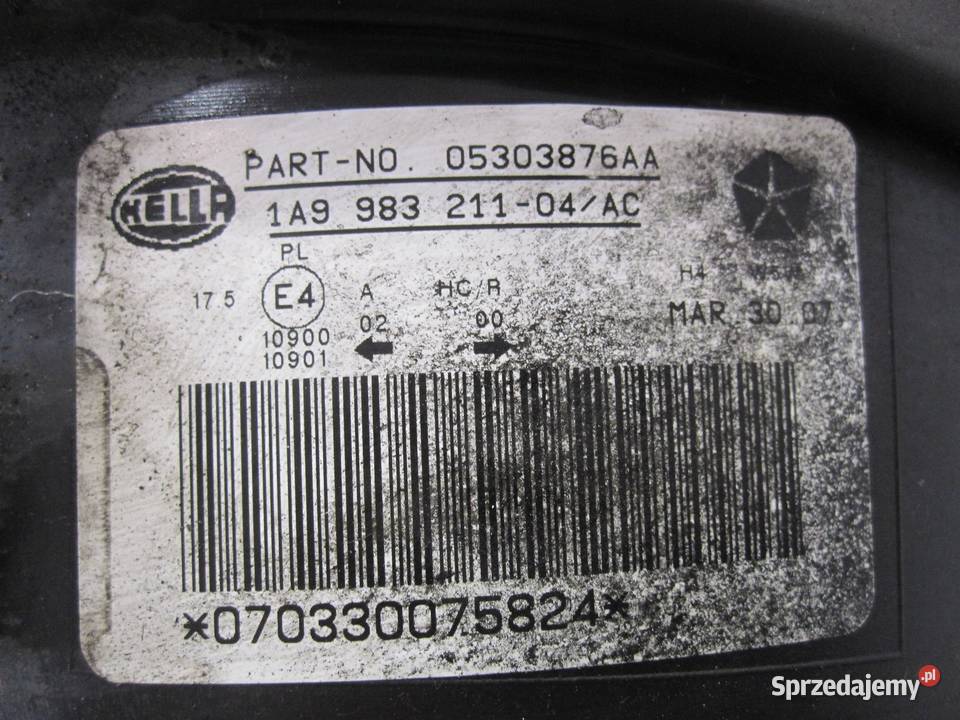 HELLA
PART-NO. 05303876AA
1A9 983 211-04/AC
PL
17.5 E4 A HC/R H4
02 00 MAR 30 07
10900
10901
*070330075824*
Sprzedajemy.pl